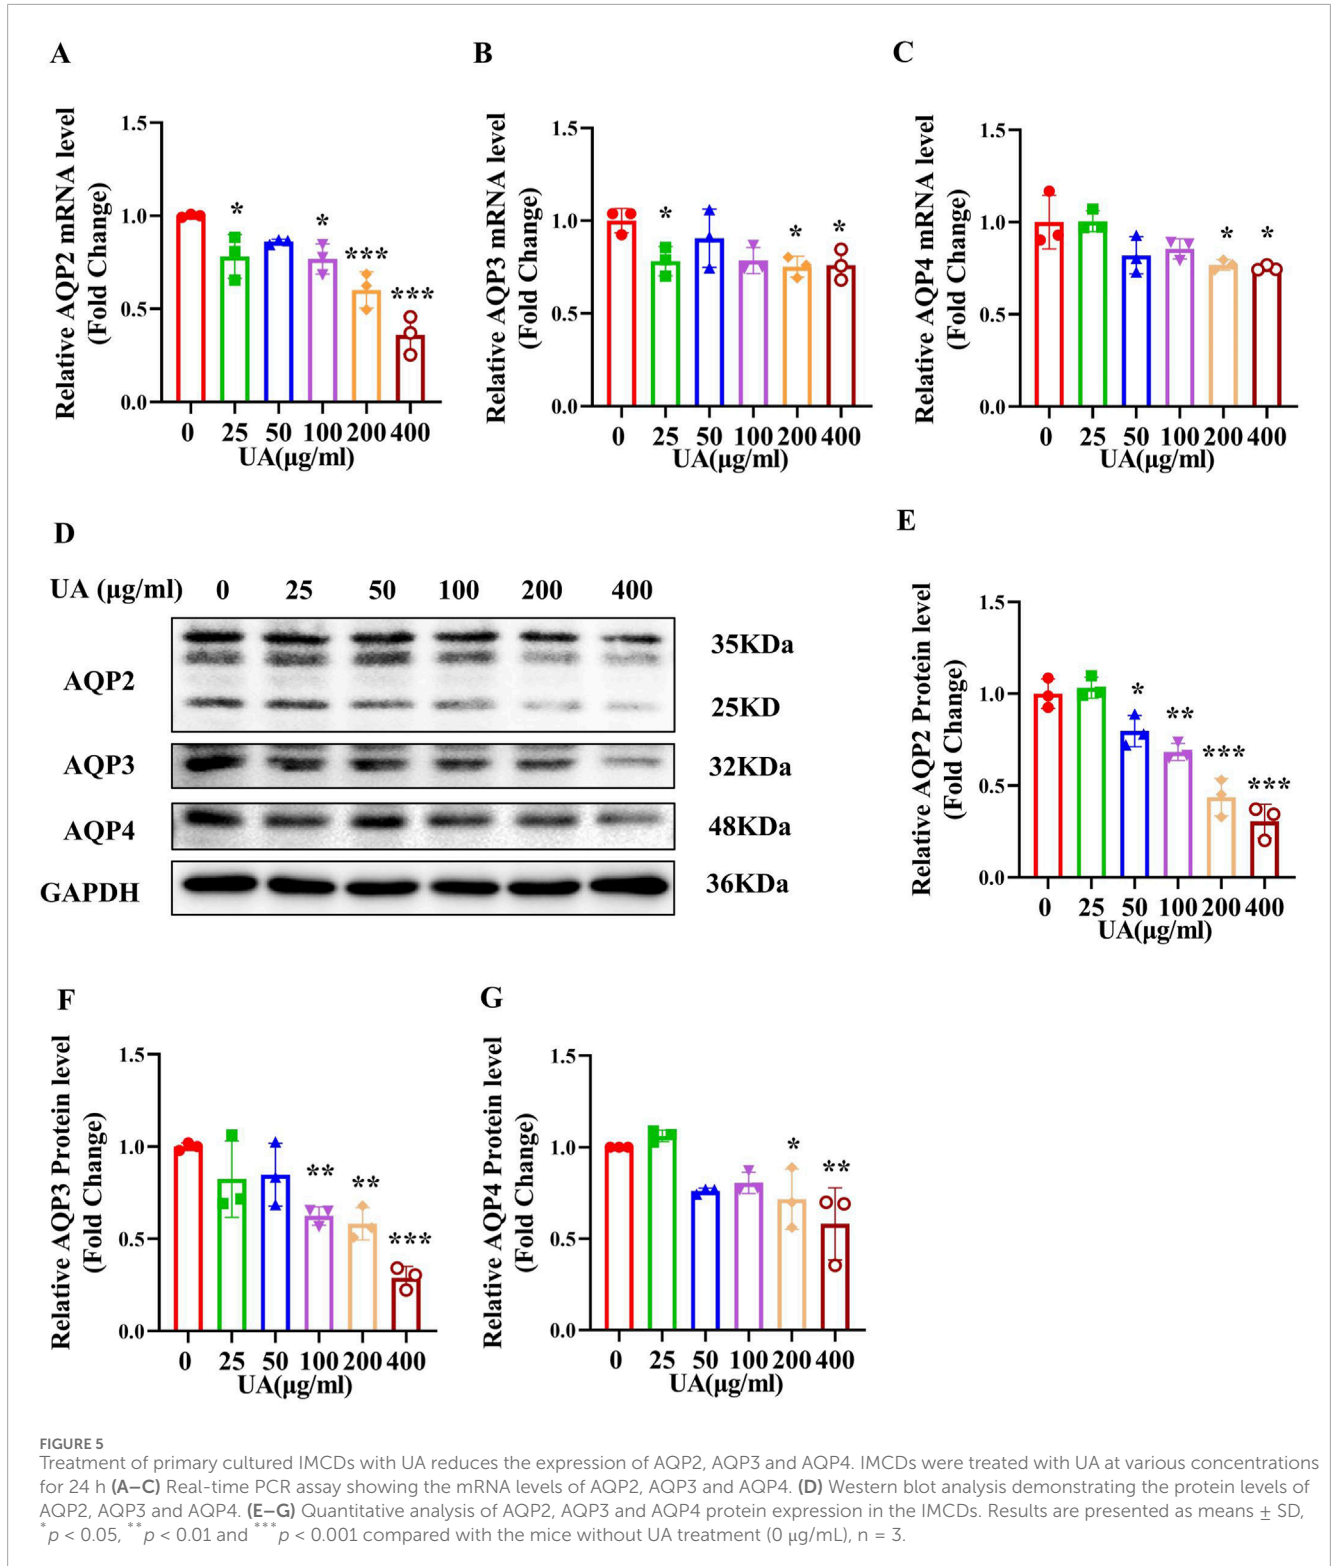 A
B
C
Relative AQP2 mRNA level
(Fold Change)
1.5
1.0
0.5
0.0
*
*
***
***
0 25 50 100 200 400
UA(μg/ml)
Relative AQP3 mRNA level
(Fold Change)
1.5
1.0
0.5
0.0
*
*
*
0 25 50 100 200 400
UA(μg/ml)
Relative AQP4 mRNA level
(Fold Change)
1.5
1.0
0.5
0.0
*
*
0 25 50 100 200 400
UA(μg/ml)
D
UA (μg/ml) 0 25 50 100 200 400
AQP2
35KDa
25KD
AQP3
32KDa
AQP4
48KDa
GAPDH
36KDa
E
Relative AQP2 Protein level
(Fold Change)
1.5
1.0
0.5
0.0
*
**
***
***
0 25 50 100 200 400
UA(μg/ml)
F
Relative AQP3 Protein level
(Fold Change)
1.5
1.0
0.5
0.0
**
**
***
0 25 50 100 200 400
UA(μg/ml)
G
Relative AQP4 Protein level
(Fold Change)
1.5
1.0
0.5
0.0
*
**
0 25 50 100 200 400
UA(μg/ml)
FIGURE 5
Treatment of primary cultured IMCDs with UA reduces the expression of AQP2, AQP3 and AQP4. IMCDs were treated with UA at various concentrations
for 24 h (A–C) Real-time PCR assay showing the mRNA levels of AQP2, AQP3 and AQP4. (D) Western blot analysis demonstrating the protein levels of
AQP2, AQP3 and AQP4. (E–G) Quantitative analysis of AQP2, AQP3 and AQP4 protein expression in the IMCDs. Results are presented as means ± SD,
*p < 0.05, **p < 0.01 and ***p < 0.001 compared with the mice without UA treatment (0 μg/mL), n = 3.